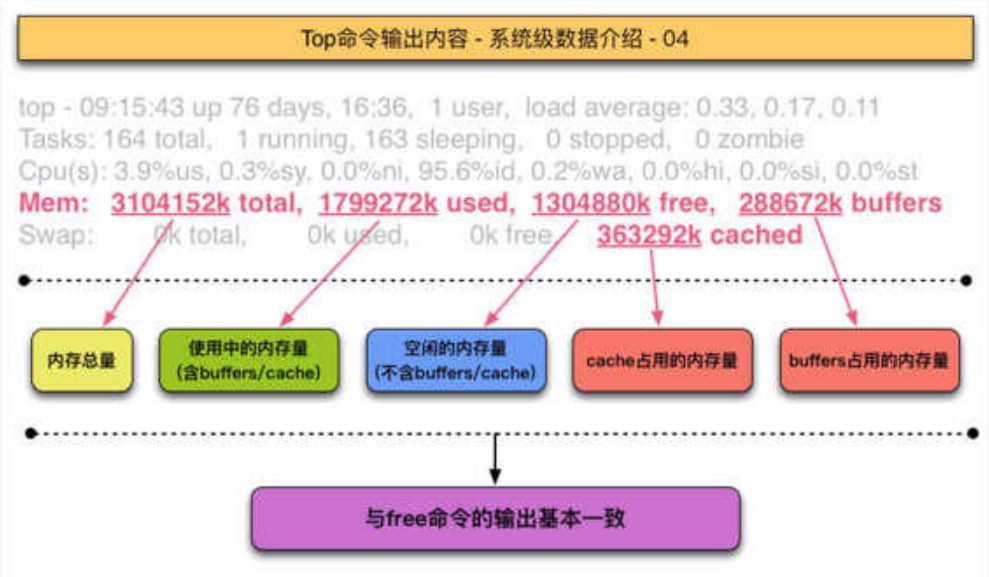 Top命令输出内容 - 系统级数据介绍 - 04
top - 09:15:43 up 76 days, 16:36, 1 user, load average: 0.33, 0.17, 0.11
Tasks: 164 total, 1 running, 163 sleeping, 0 stopped, 0 zombie
Cpu(s): 3.9%us, 0.3%sy, 0.0%ni, 95.6%id, 0.2%wa, 0.0%hi, 0.0%si, 0.0%st
Mem: 3104152k total, 1799272k used, 1304880k free, 288672k buffers
Swap: 0k total, 0k used, 0k free, 363292k cached
内存总量
使用中的内存量
(含buffers/cache)
空闲的内存量
(不含buffers/cache)
cache占用的内存量
buffers占用的内存量
与free命令的输出基本一致